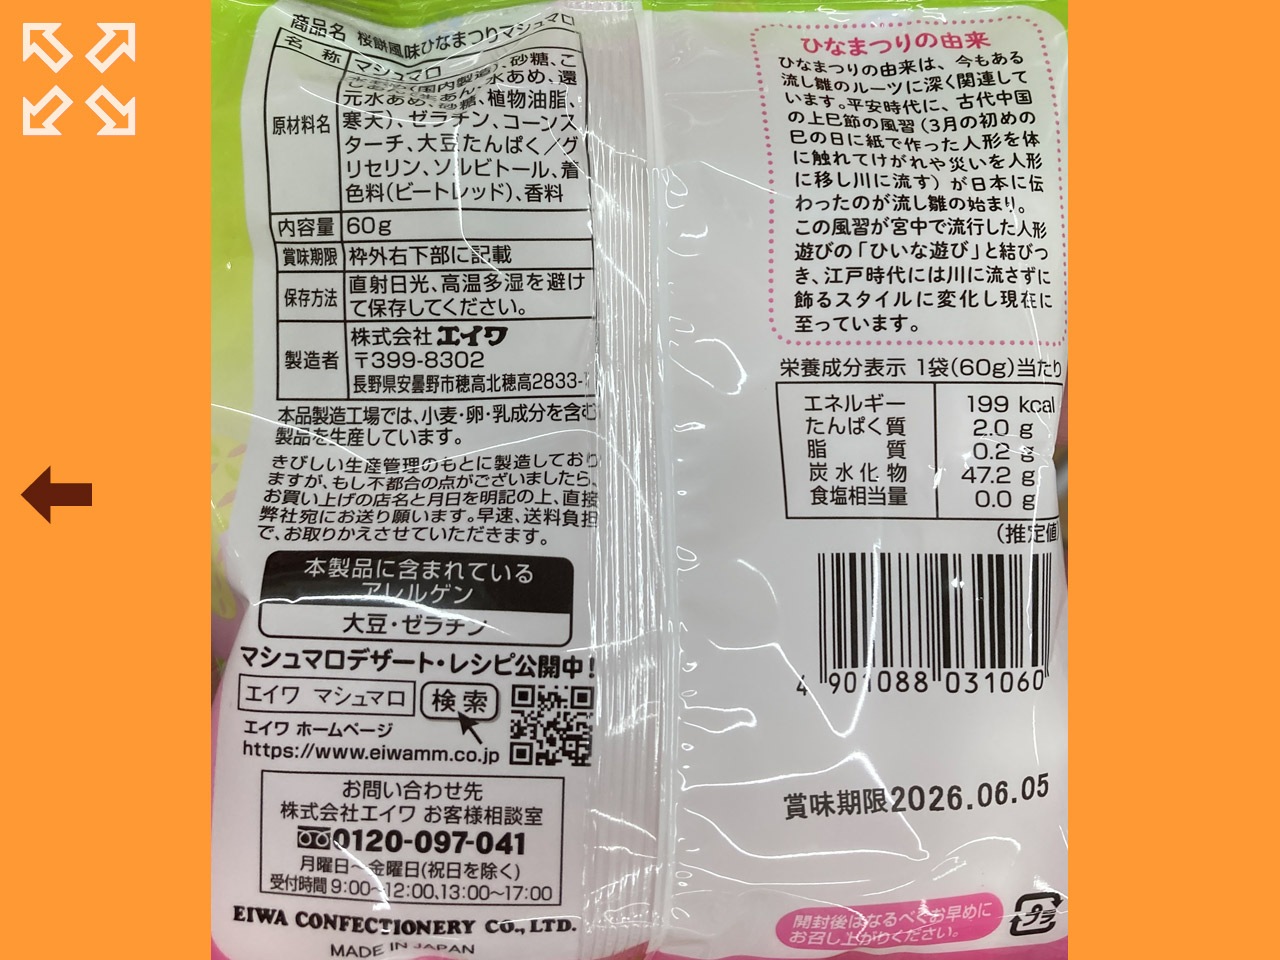 商品名 桜餅風味ひなまつりマシュマロ
名称 マシュマロ
原材料名
(国内製造)、砂糖、こ
水あめ、還
元水あめ、砂糖、植物油脂、
寒天)、ゼラチン、コーンス
ターチ、大豆たんぱく/グ
リセリン、ソルビトール、着
色料(ビートレッド)、香料
内容量 60g
賞味期限 枠外右下部に記載
保存方法 直射日光、高温多湿を避け
て保存してください。
製造者 株式会社エイワ
〒399-8302
長野県安曇野市穂高北穂高2833-
本品製造工場では、小麦・卵・乳成分を含む
製品を生産しています。
きびしい生産管理のもとに製造しており
ますが、もし不都合の点がございましたら、
お買い上げの店名と月日を明記の上、直接
弊社宛にお送り願います。早速、送料負担
で、お取りかえさせていただきます。
本製品に含まれている
アレルゲン
大豆・ゼラチン
マシュマロデザート・レシピ公開中!
エイワ マシュマロ 検索
エイワ ホームページ
https://www.eiwamm.co.jp
お問い合わせ先
株式会社エイワ お客様相談室
0120-097-041
月曜日〜金曜日(祝日を除く)
受付時間 9:00〜12:00、13:00〜17:00
EIWA CONFECTIONERY CO., LTD.
MADE IN JAPAN
ひなまつりの由来
ひなまつりの由来は、今もある
流し雛のルーツに深く関連して
います。平安時代に、古代中国
の上巳節の風習(3月の初めの
巳の日に紙で作った人形を体
に触れてけがれや災いを人形
に移し川に流す)が日本に伝
わったのが流し雛の始まり。
この風習が宮中で流行した人形
遊びの「ひいな遊び」と結びつ
き、江戸時代には川に流さずに
飾るスタイルに変化し現在に
至っています。
栄養成分表示 1袋(60g)当たり
エネルギー 199 kcal
たんぱく質 2.0 g
脂質 0.2 g
炭水化物 47.2 g
食塩相当量 0.0 g
(推定値)
4 901088 031060
賞味期限2026.06.05
開封後はなるべくお早めに
お召し上がりください。
プラ